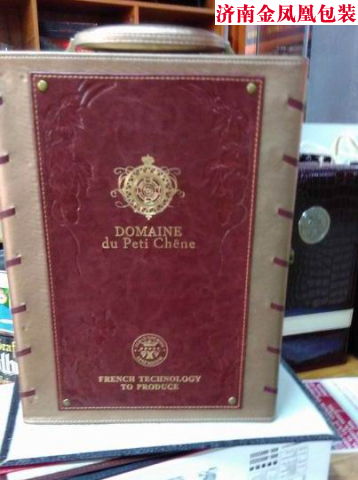 济南金凤凰包装
DOMAINE
du Peti Chêne
FRENCH TECHNOLOGY
TO PRODUCE